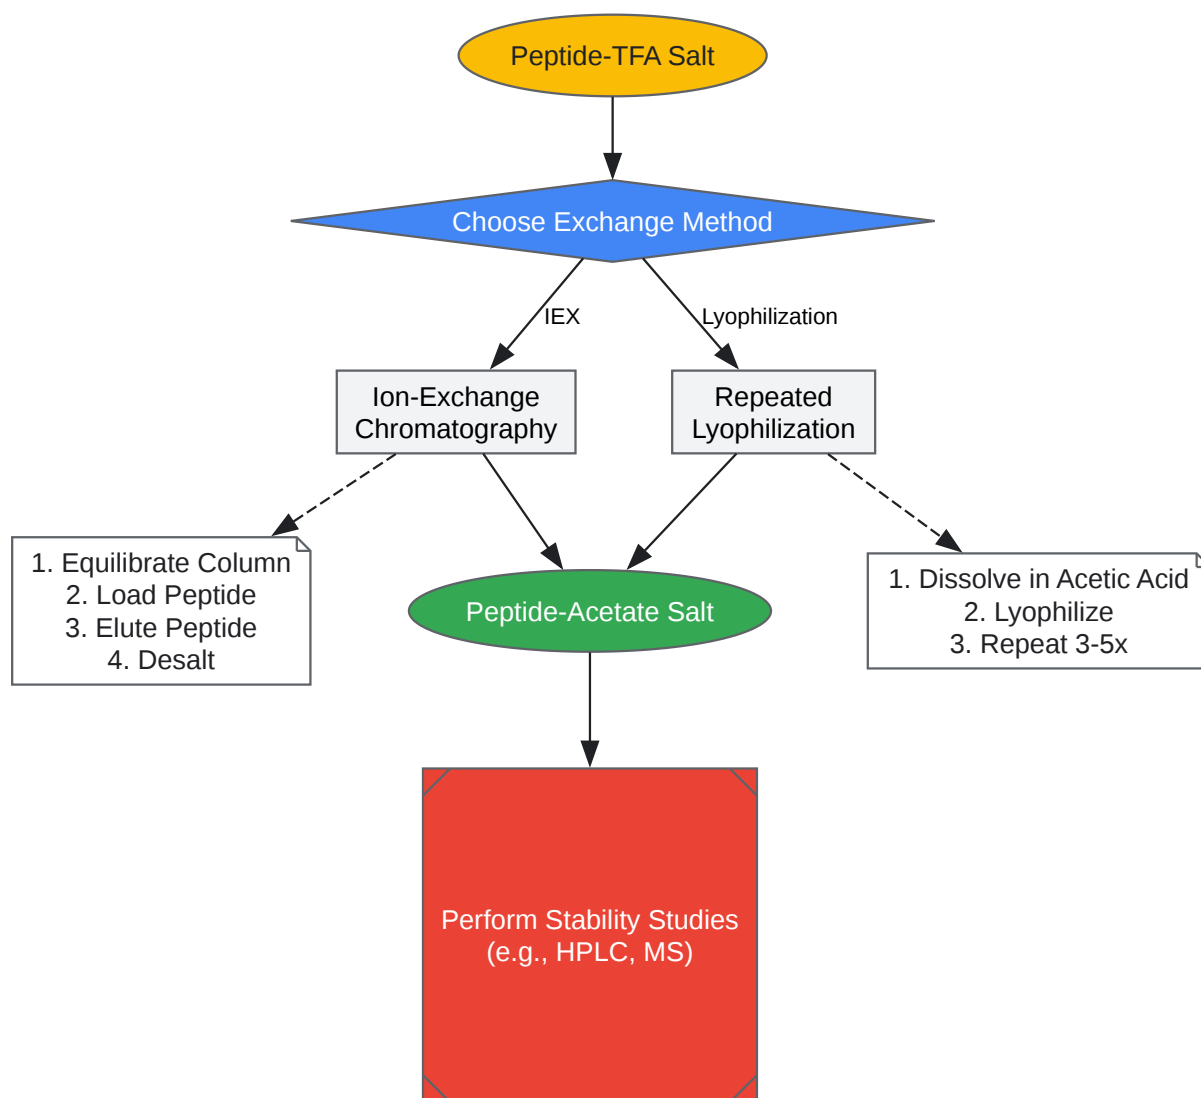 Peptide-TFA Salt
Choose Exchange Method
IEX
Lyophilization
Ion-Exchange
Chromatography
Repeated
Lyophilization
1. Equilibrate Column
2. Load Peptide
3. Elute Peptide
4. Desalt
Peptide-Acetate Salt
1. Dissolve in Acetic Acid
2. Lyophilize
3. Repeat 3-5x
Perform Stability Studies
(e.g., HPLC, MS)